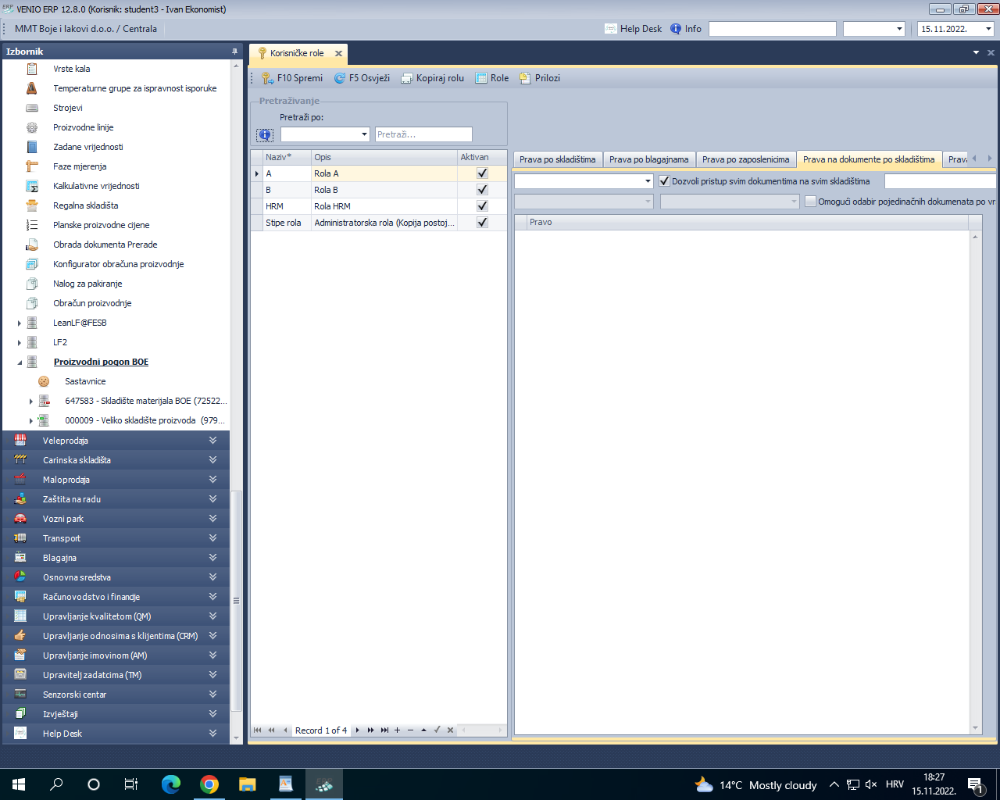 VENIO ERP 12.8.0 (Korisnik: student3 - Ivan Ekonomist)
MMT Boje i lakovi d.o.o. / Centrala
Help Desk
Info
15.11.2022.
Izbornik
Vrste kala
Temperaturne grupe za ispravnost isporuke
Strojevi
Proizvodne linije
Zadane vrijednosti
Faze mjerenja
Kalkulative vrijednosti
Regalna skladišta
Planske proizvodne cijene
Obrada dokumenta Prerade
Konfigurator obračuna proizvodnje
Nalog za pakiranje
Obračun proizvodnje
LeanLF@FESB
LF2
Proizvodni pogon BOE
Sastavnice
647583 - Skladište materijala BOE (72522...
000009 - Veliko skladište proizvoda (979...
Veleprodaja
Carinska skladišta
Maloprodaja
Zaštita na radu
Vozni park
Transport
Blagajna
Osnovna sredstva
Računovodstvo i financije
Upravljanje kvalitetom (QM)
Upravljanje odnosima s klijentima (CRM)
Upravljanje imovinom (AM)
Upravitelj zadatcima (TM)
Senzorski centar
Izvještaji
Help Desk
Korisničke role
F10 Spremi
F5 Osvježi
Kopiraj rolu
Role
Prilozi
Pretraživanje
Pretraži po:
Pretraži...
Naziv* Opis Aktivan
A Rola A
B Rola B
HRM Rola HRM
Stipe rola Administratorska rola (Kopija postoj...
Record 1 of 4
Prava po skladištima
Prava po blagajnama
Prava po zaposlenicima
Prava na dokumente po skladištima
Prava
Dozvoli pristup svim dokumentima na svim skladištima
Omogući odabir pojedinačnih dokumenata po vr
Pravo
14°C Mostly cloudy
HRV
18:27
15.11.2022.
1